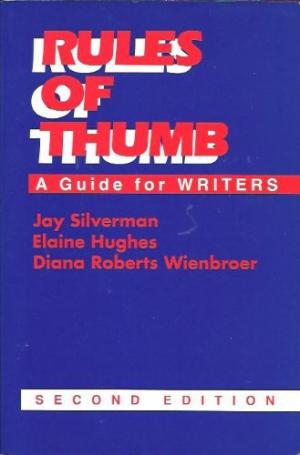 RULES
OF
THUMB
A Guide for WRITERS
Jay Silverman
Elaine Hughes
Diana Roberts Wienbroer
SECOND EDITION